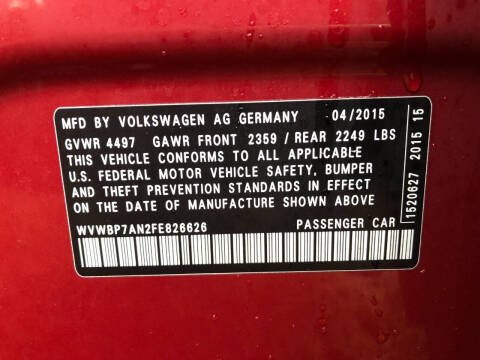 MFD BY VOLKSWAGEN AG GERMANY 04/2015
GVWR 4497 GAWR FRONT 2359 / REAR 2249 LBS
THIS VEHICLE CONFORMS TO ALL APPLICABLE
U.S. FEDERAL MOTOR VEHICLE SAFETY, BUMPER
AND THEFT PREVENTION STANDARDS IN EFFECT
ON THE DATE OF MANUFACTURE SHOWN ABOVE
WVWBP7AN2FE826626 PASSENGER CAR
1520627 2015 15